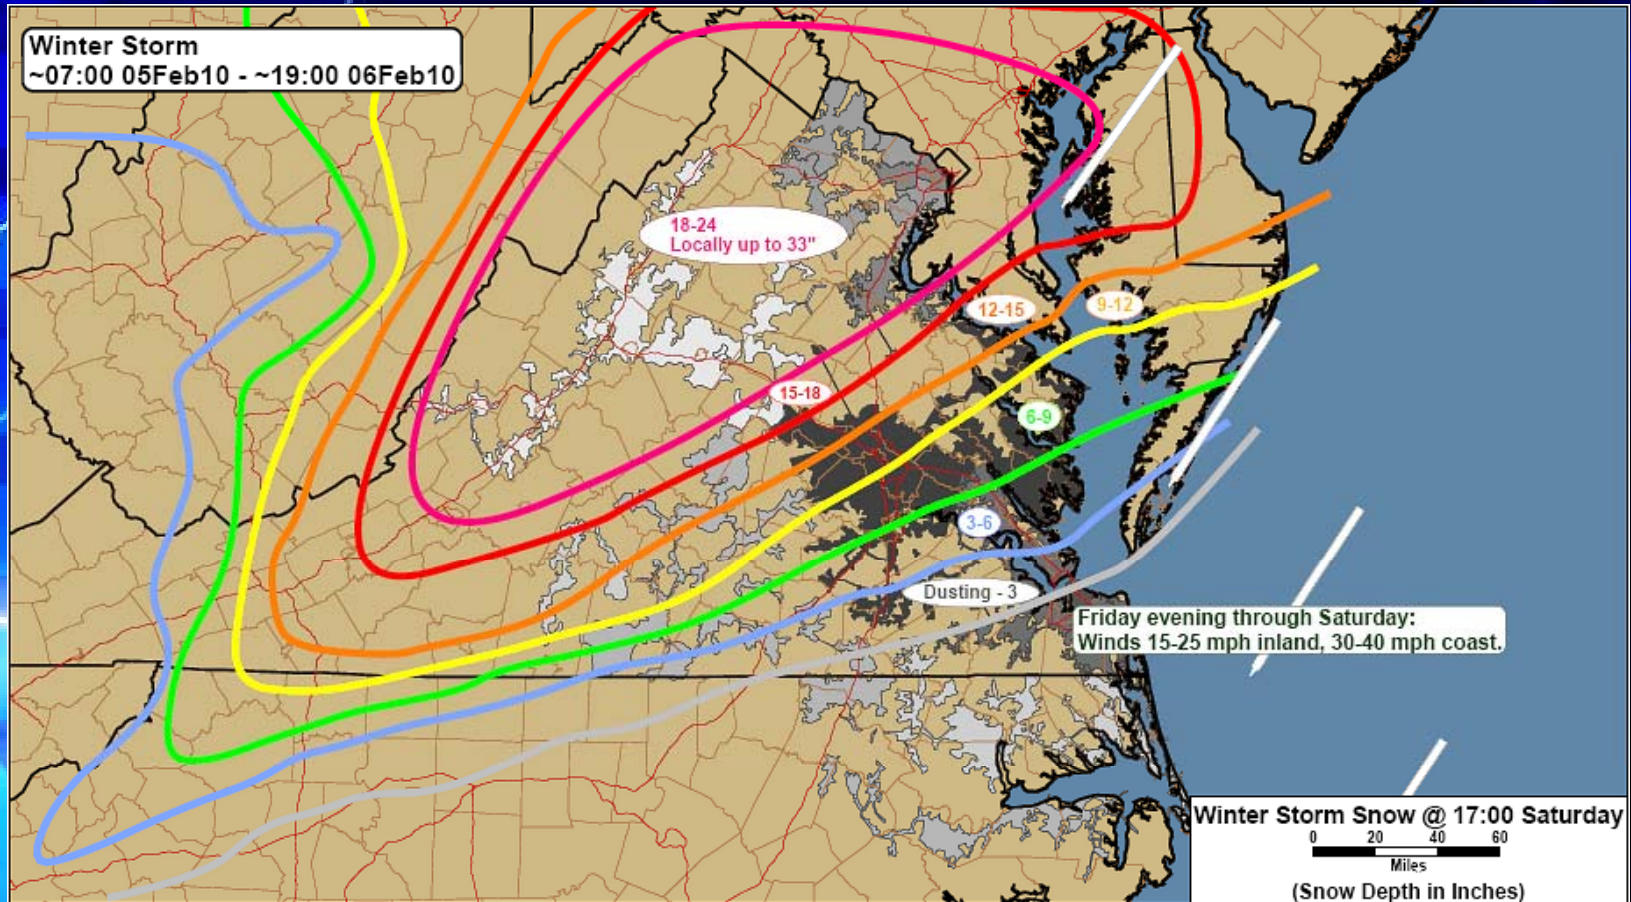 Winter Storm
~07:00 05Feb10 - ~19:00 06Feb10
18-24
Locally up to 33"
12-15
9-12
15-18
6-9
3-6
Dusting - 3
Friday evening through Saturday:
Winds 15-25 mph inland, 30-40 mph coast.
Winter Storm Snow @ 17:00 Saturday
0 20 40 60
Miles
(Snow Depth in Inches)